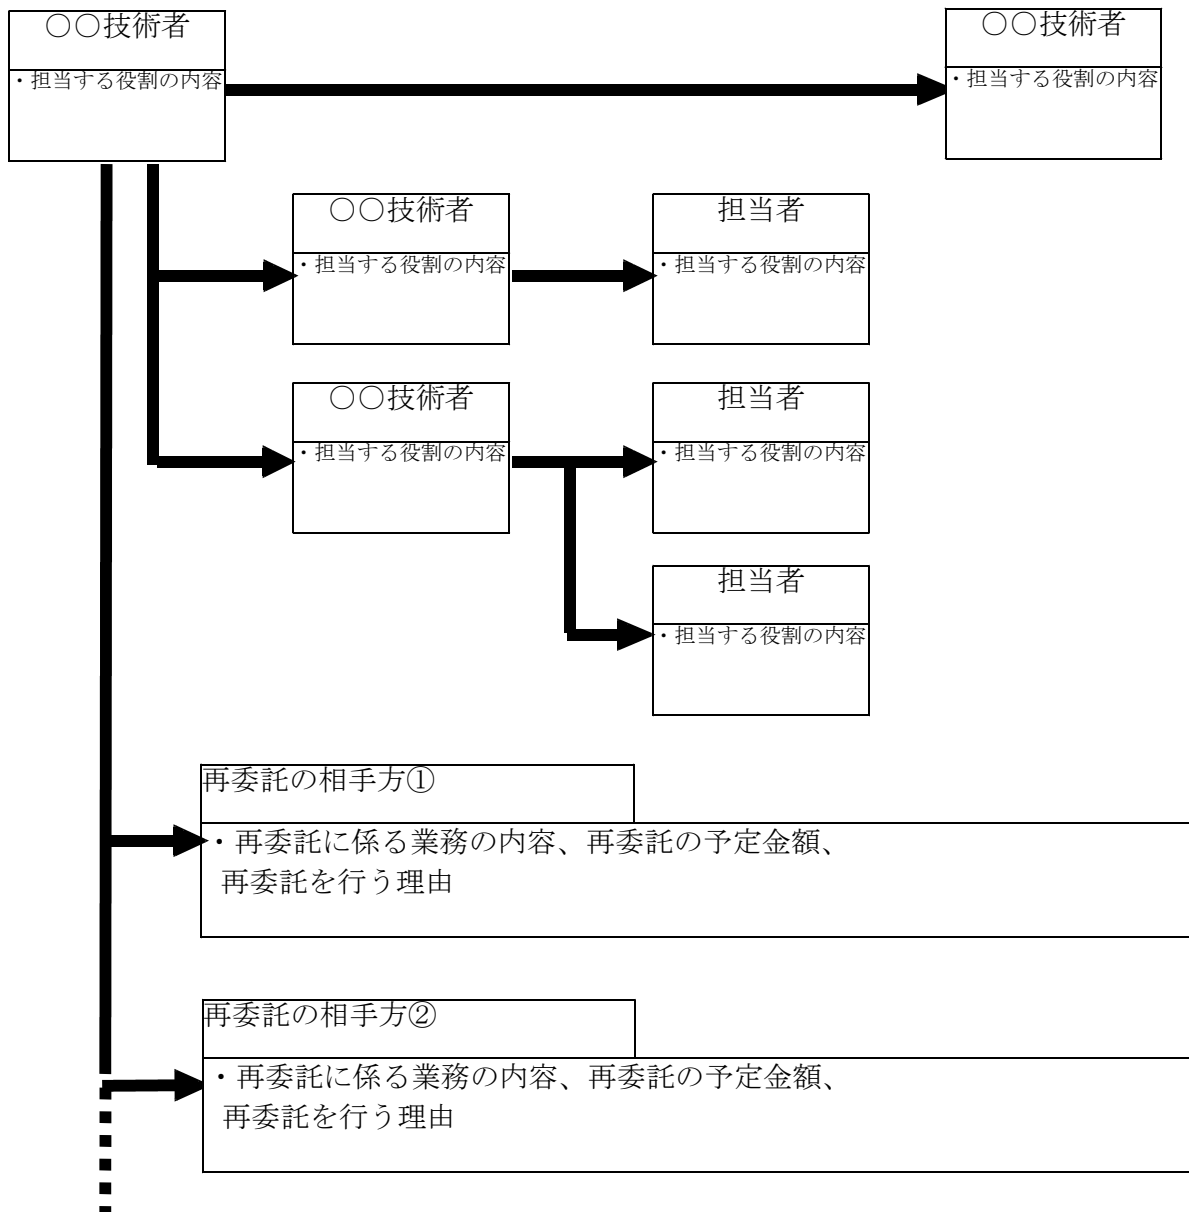 〇〇技術者
・担当する役割の内容
〇〇技術者
・担当する役割の内容
〇〇技術者
・担当する役割の内容
担当者
・担当する役割の内容
〇〇技術者
・担当する役割の内容
担当者
・担当する役割の内容
担当者
・担当する役割の内容
再委託の相手方①
・再委託に係る業務の内容、再委託の予定金額、
再委託を行う理由
再委託の相手方②
・再委託に係る業務の内容、再委託の予定金額、
再委託を行う理由